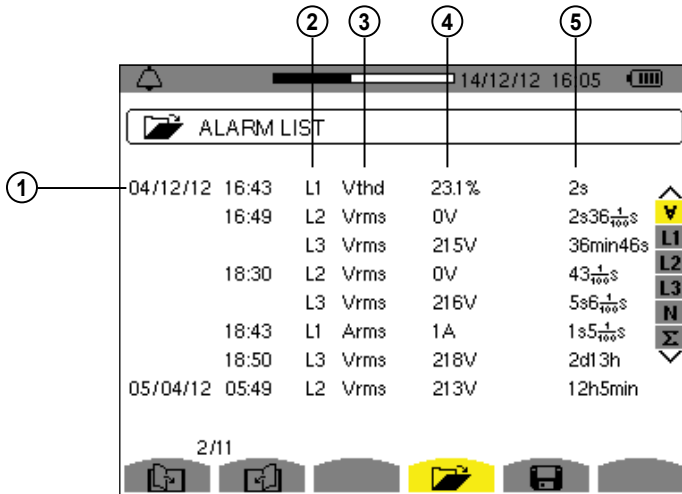 2 3 4 5
14/12/12 16:05
ALARM LIST
1
04/12/12 16:43 L1 Vthd 23.1% 2s
16:49 L2 Vrms 0V 2s36 1/100 s
L3 Vrms 215V 36min46s
18:30 L2 Vrms 0V 43 1/100 s
L3 Vrms 216V 5s6 1/100 s
18:43 L1 Arms 1A 1s5 1/100 s
18:50 L3 Vrms 218V 2d13h
05/04/12 05:49 L2 Vrms 213V 12h5min
∀
L1
L2
L3
N
Σ
2/11